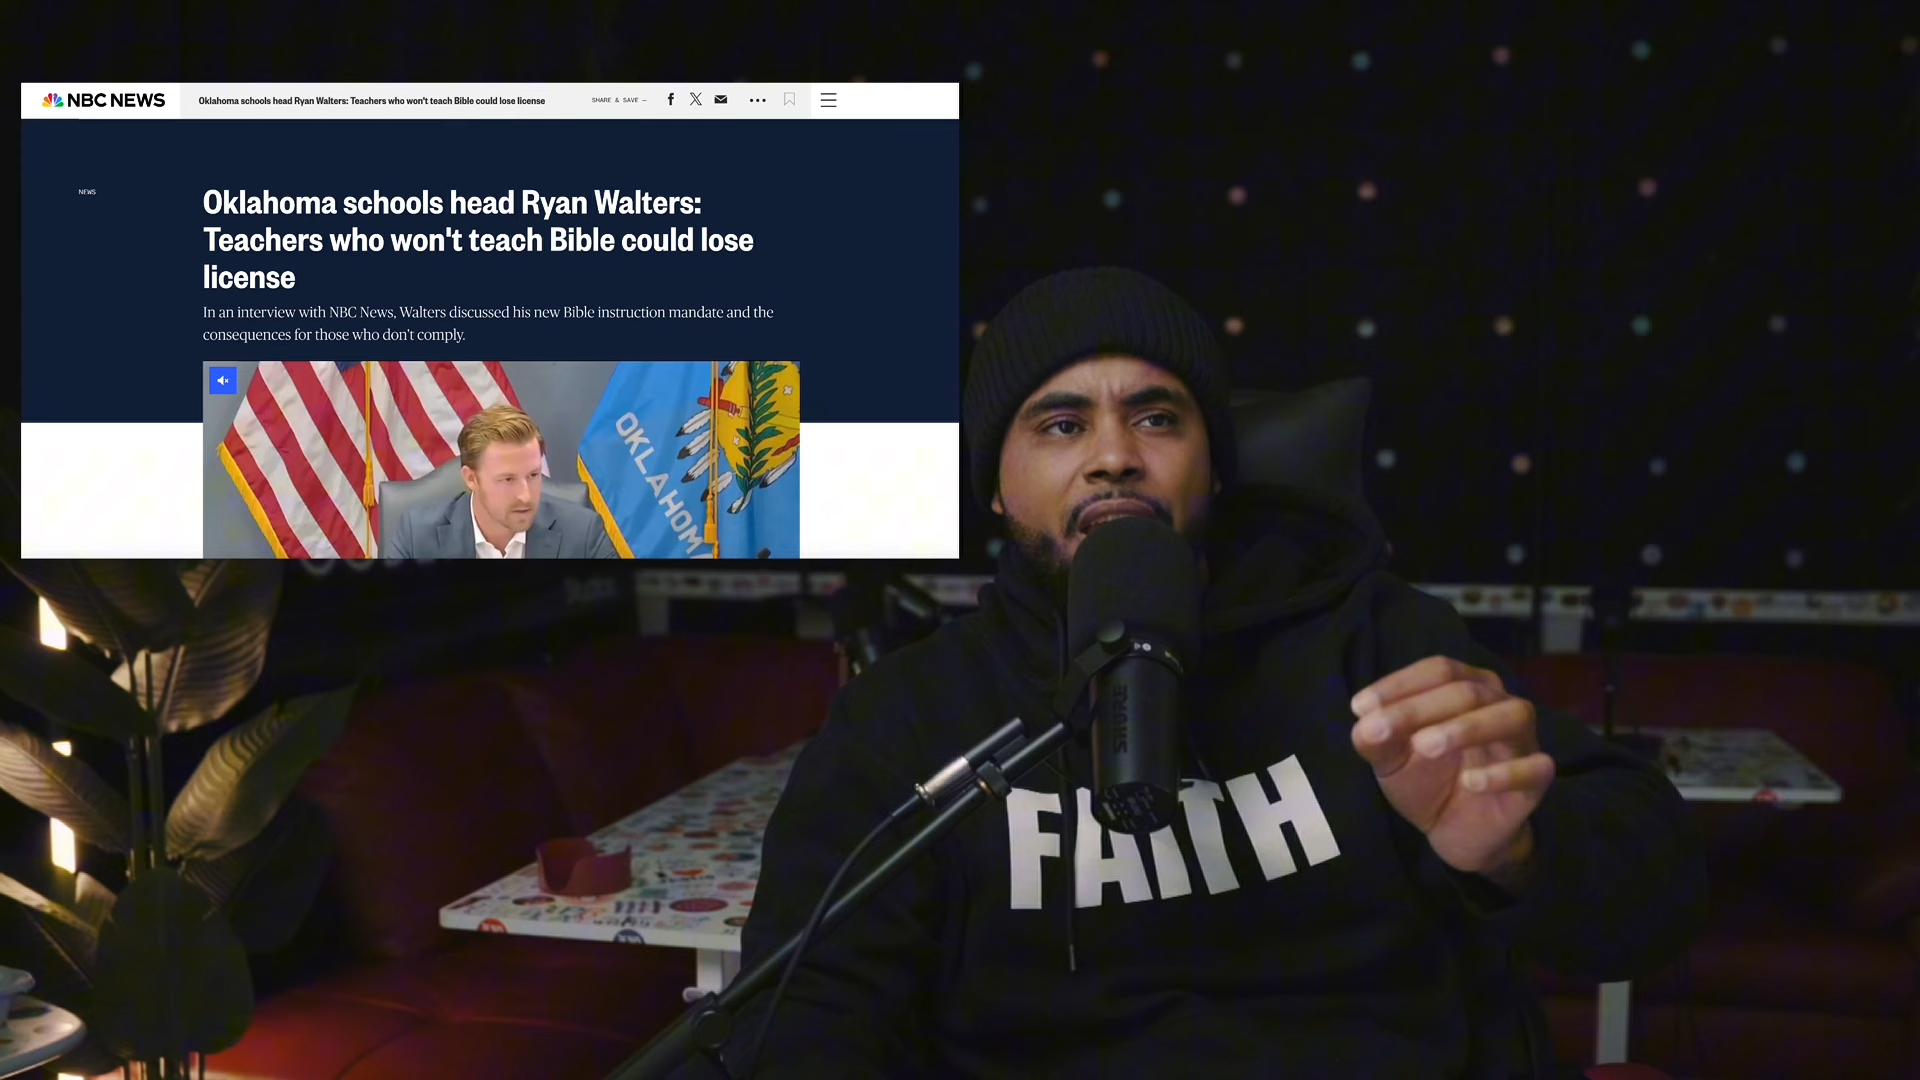 NBC NEWS
Oklahoma schools head Ryan Walters: Teachers who won't teach Bible could lose license
SHARE & SAVE —
NEWS
Oklahoma schools head Ryan Walters:
Teachers who won't teach Bible could lose
license
In an interview with NBC News, Walters discussed his new Bible instruction mandate and the
consequences for those who don't comply.
OKLAHOM
SHURE
FAITH